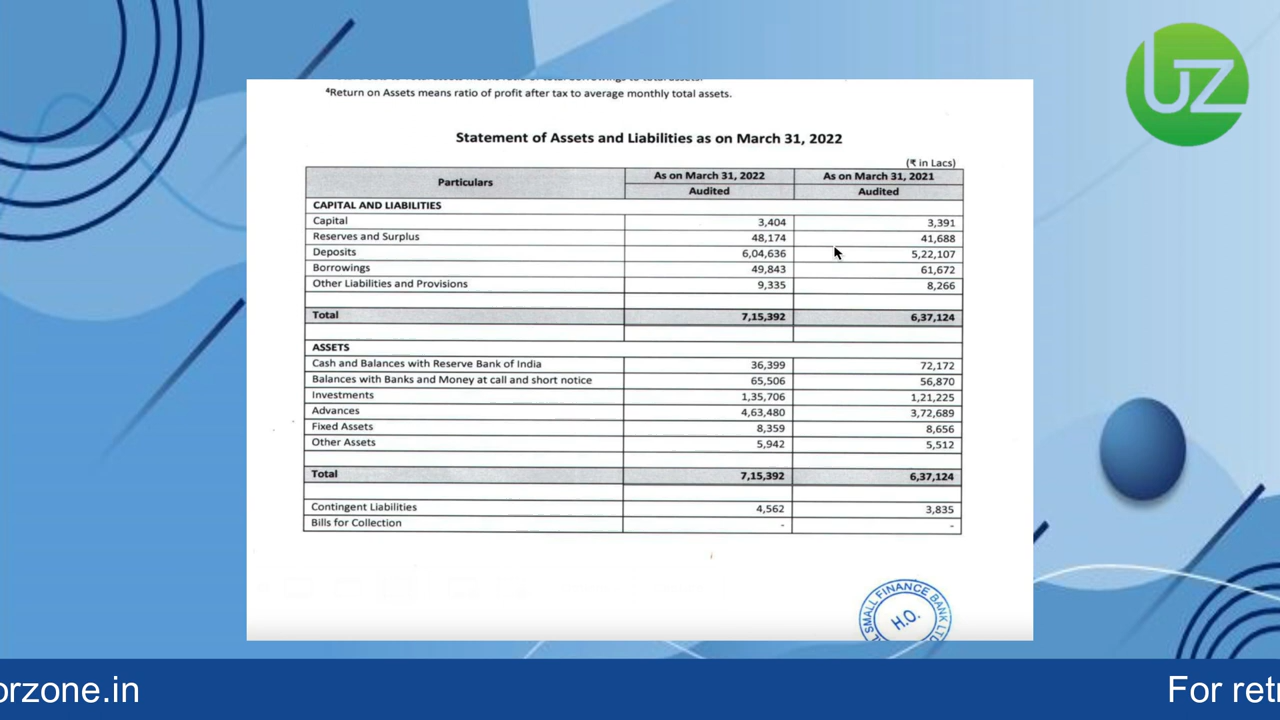 UZ
⁴Return on Assets means ratio of profit after tax to average monthly total assets.
Statement of Assets and Liabilities as on March 31, 2022
(₹ in Lacs)
Particulars As on March 31, 2022 As on March 31, 2021
Audited Audited
CAPITAL AND LIABILITIES
Capital 3,404 3,391
Reserves and Surplus 48,174 41,688
Deposits 6,04,636 5,22,107
Borrowings 49,843 61,672
Other Liabilities and Provisions 9,335 8,266
Total 7,15,392 6,37,124
ASSETS
Cash and Balances with Reserve Bank of India 36,399 72,172
Balances with Banks and Money at call and short notice 65,506 56,870
Investments 1,35,706 1,21,225
Advances 4,63,480 3,72,689
Fixed Assets 8,359 8,656
Other Assets 5,942 5,512
Total 7,15,392 6,37,124
Contingent Liabilities 4,562 3,835
Bills for Collection - -
SMALL FINANCE BANK LTD
H.O.
orzone.in For retr